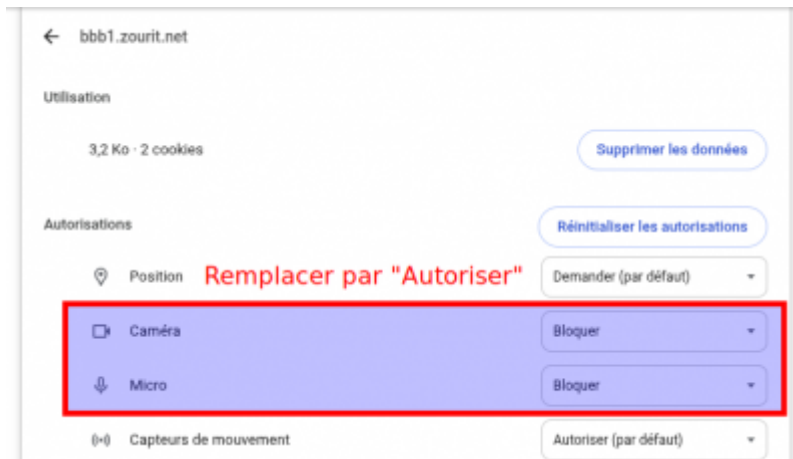 bbb1.zourit.net
Utilisation
3,2 Ko · 2 cookies
Supprimer les données
Autorisations
Réinitialiser les autorisations
Position
Remplacer par "Autoriser"
Demander (par défaut)
Caméra
Bloquer
Micro
Bloquer
Capteurs de mouvement
Autoriser (par défaut)